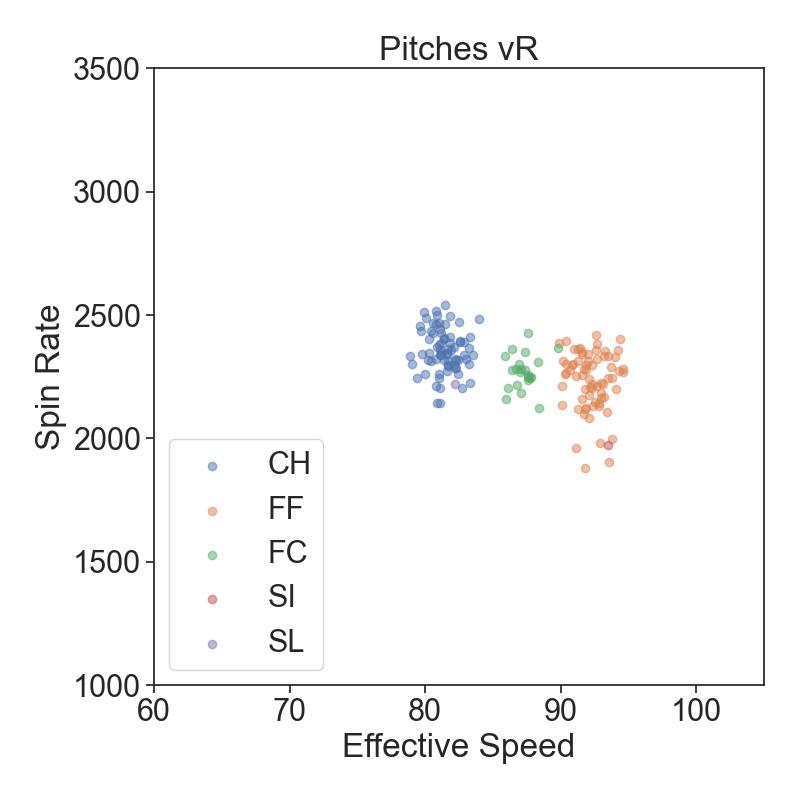 Pitches vR
3500
3000
2500
2000
1500
1000
Spin Rate
CH
FF
FC
SI
SL
60 70 80 90 100
Effective Speed